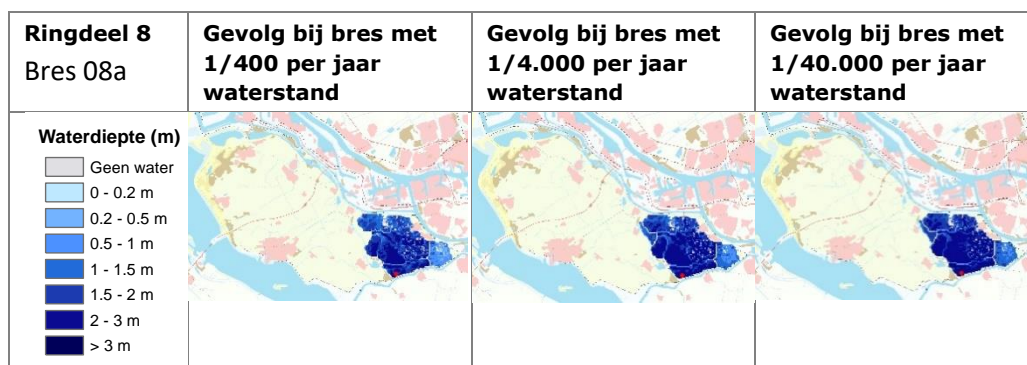 Ringdeel 8
Bres 08a
Gevolg bij bres met
1/400 per jaar
waterstand
Gevolg bij bres met
1/4.000 per jaar
waterstand
Gevolg bij bres met
1/40.000 per jaar
waterstand
Waterdiepte (m)
Geen water
0 - 0.2 m
0.2 - 0.5 m
0.5 - 1 m
1 - 1.5 m
1.5 - 2 m
2 - 3 m
> 3 m